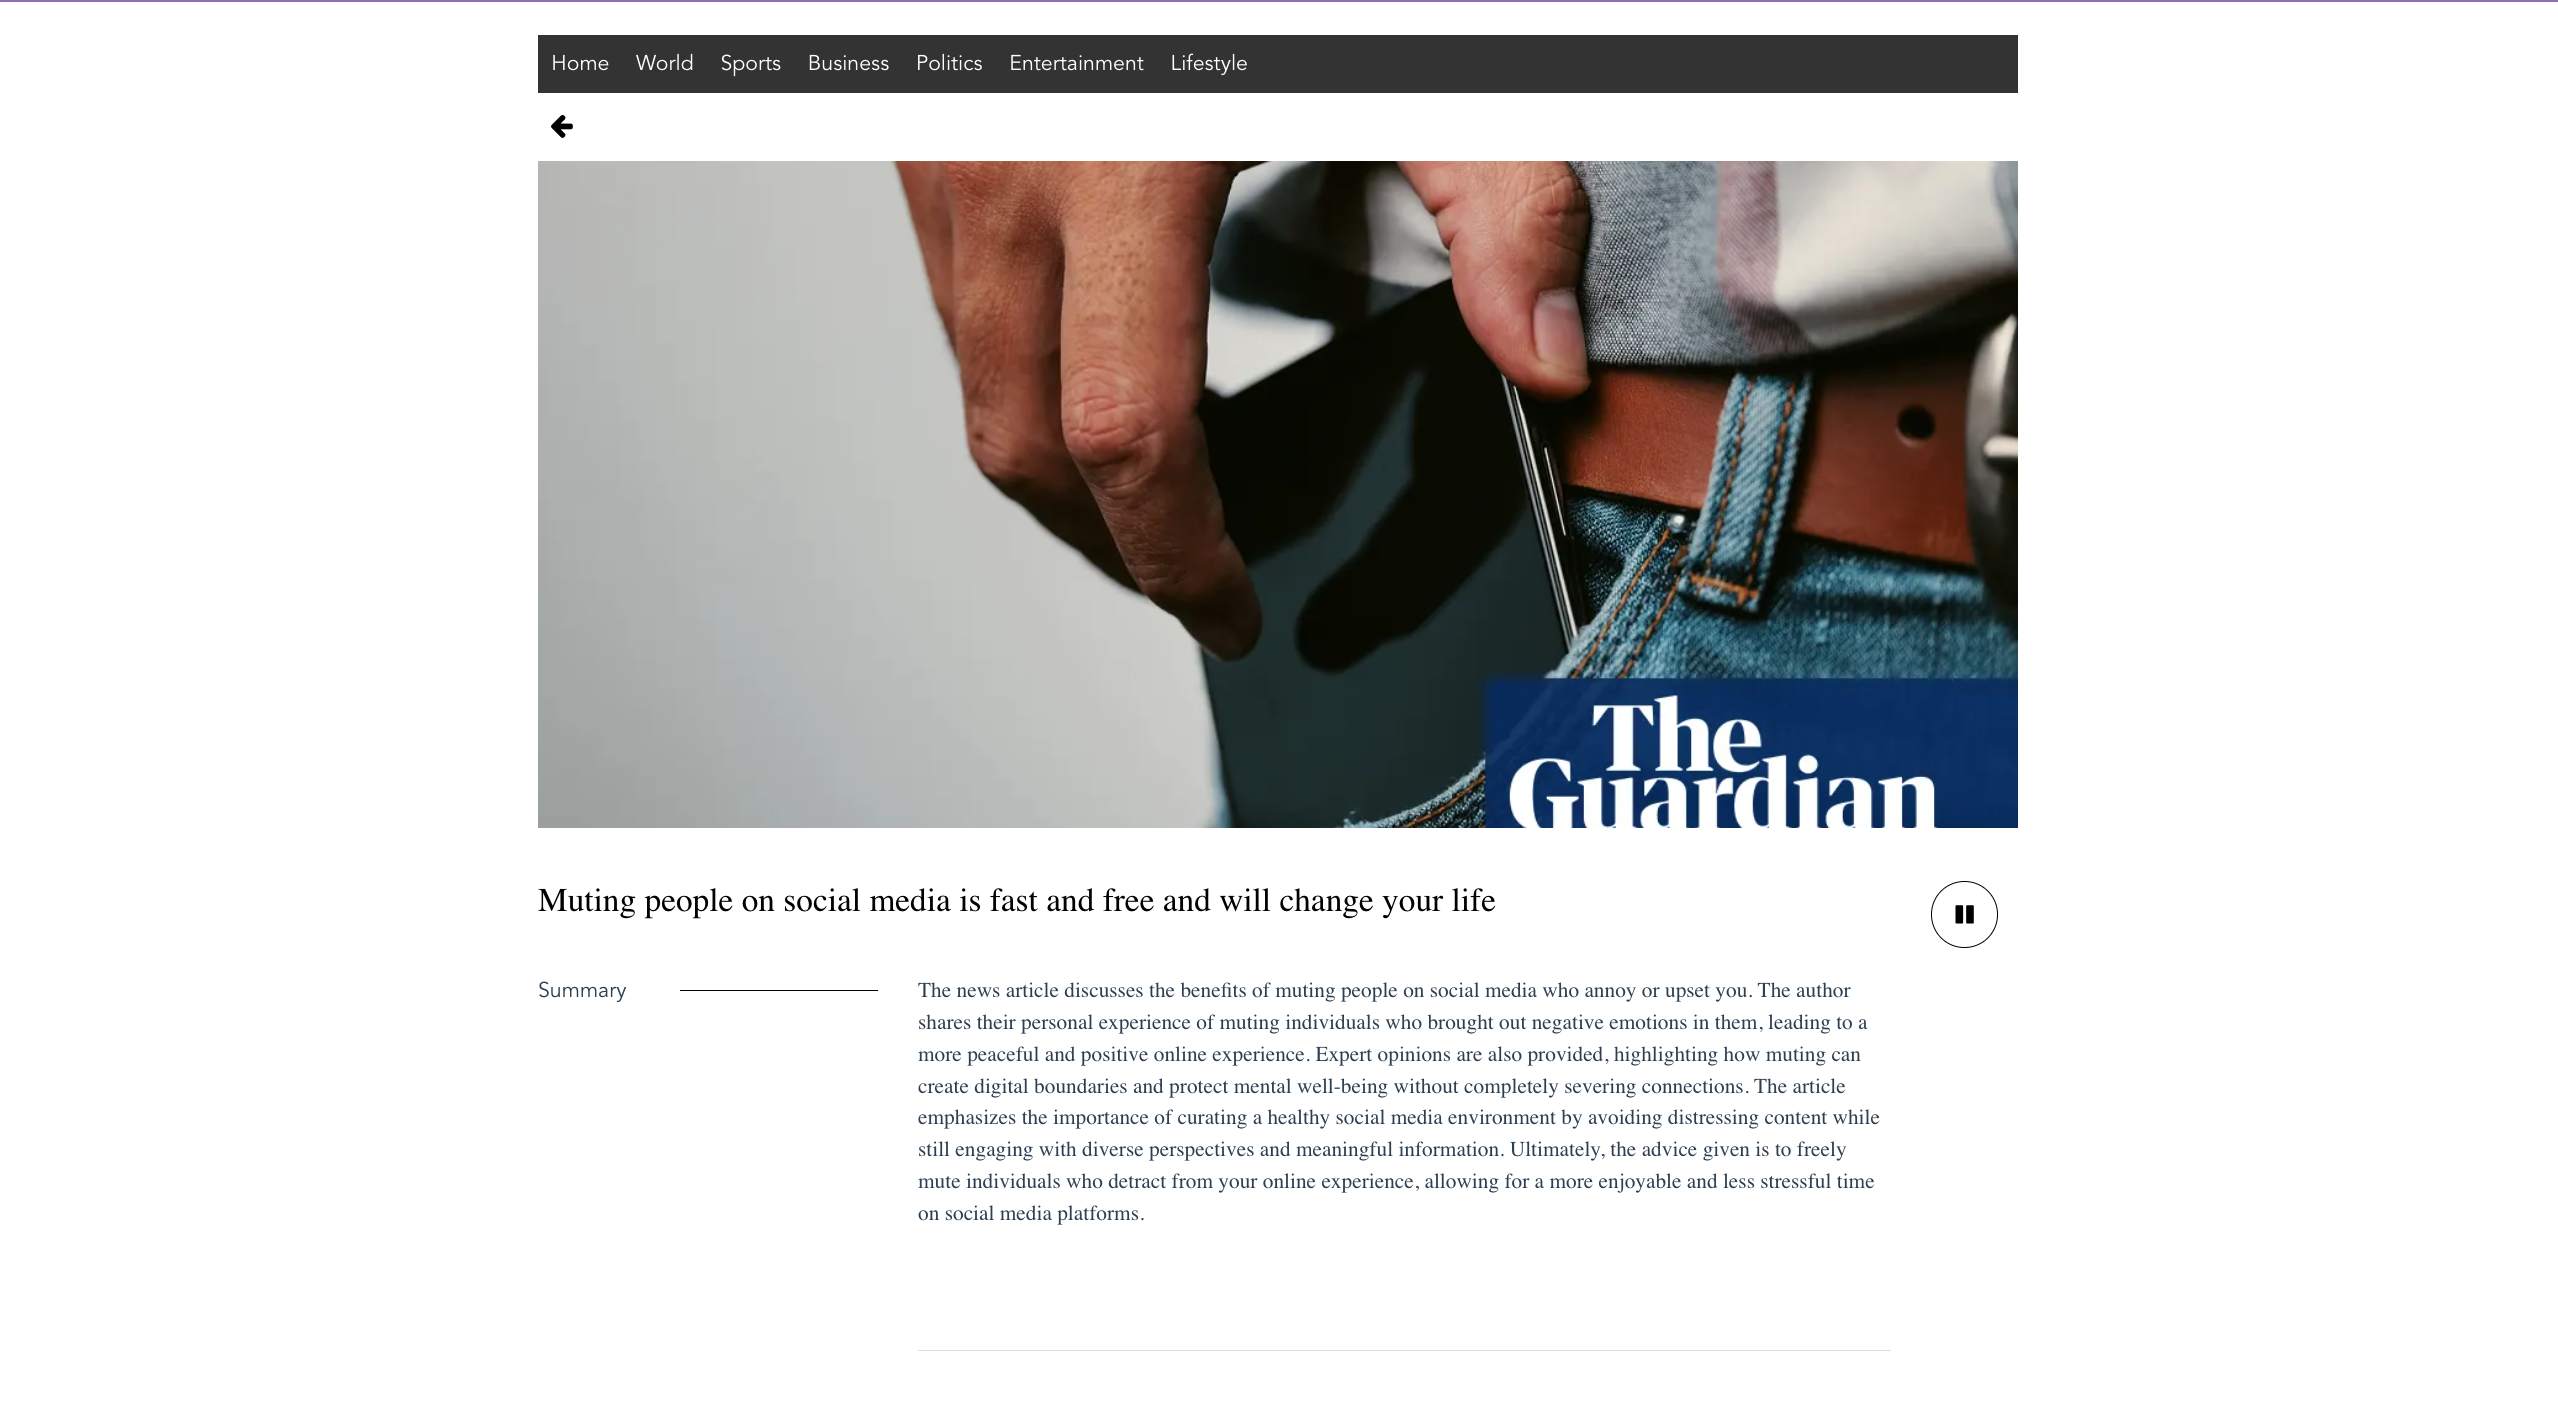 Home World Sports Business Politics Entertainment Lifestyle
The
Guardian
Muting people on social media is fast and free and will change your life
Summary
The news article discusses the benefits of muting people on social media who annoy or upset you. The author
shares their personal experience of muting individuals who brought out negative emotions in them, leading to a
more peaceful and positive online experience. Expert opinions are also provided, highlighting how muting can
create digital boundaries and protect mental well-being without completely severing connections. The article
emphasizes the importance of curating a healthy social media environment by avoiding distressing content while
still engaging with diverse perspectives and meaningful information. Ultimately, the advice given is to freely
mute individuals who detract from your online experience, allowing for a more enjoyable and less stressful time
on social media platforms.